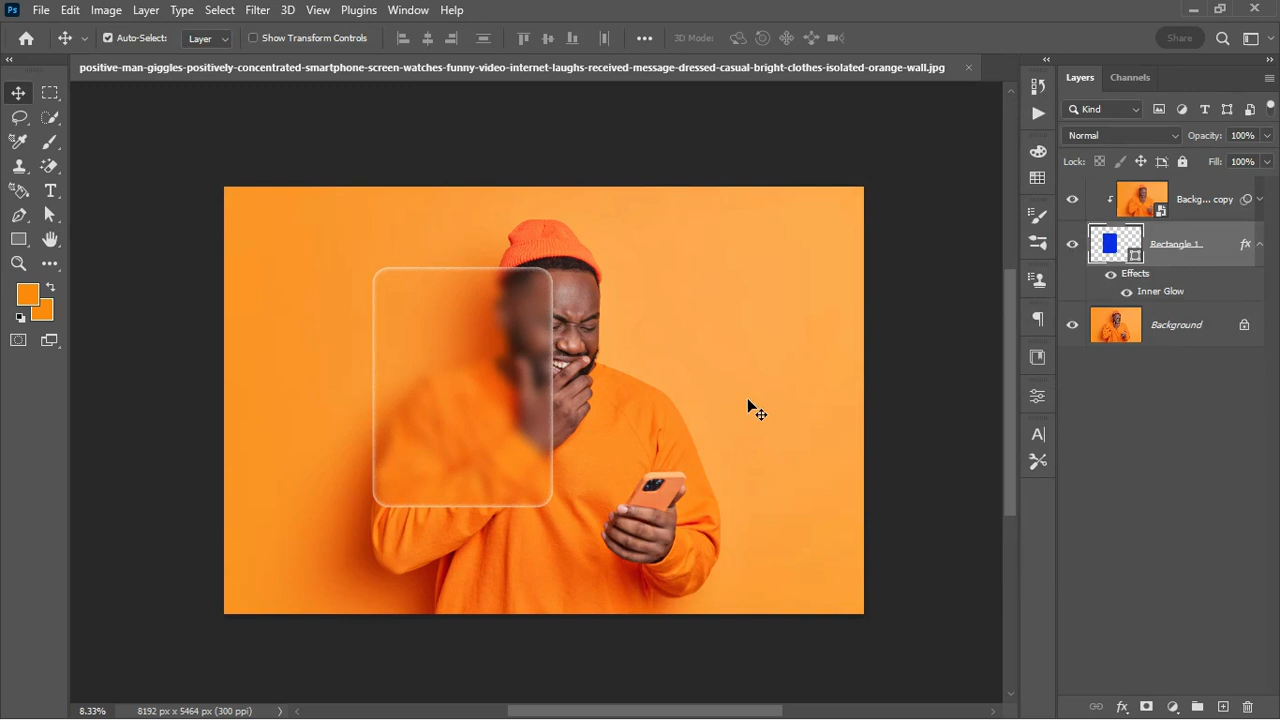 Ps File Edit Image Layer Type Select Filter 3D View Plugins Window Help
Auto-Select: Layer Show Transform Controls 3D Mode: Share
positive-man-giggles-positively-concentrated-smartphone-screen-watches-funny-video-internet-laughs-received-message-dressed-casual-bright-clothes-isolated-orange-wall.jpg
Layers Channels
Kind
Normal Opacity: 100%
Lock: Fill: 100%
Backg... copy
Rectangle 1 fx
Effects
Inner Glow
Background
8.33% 8192 px x 5464 px (300 ppi)